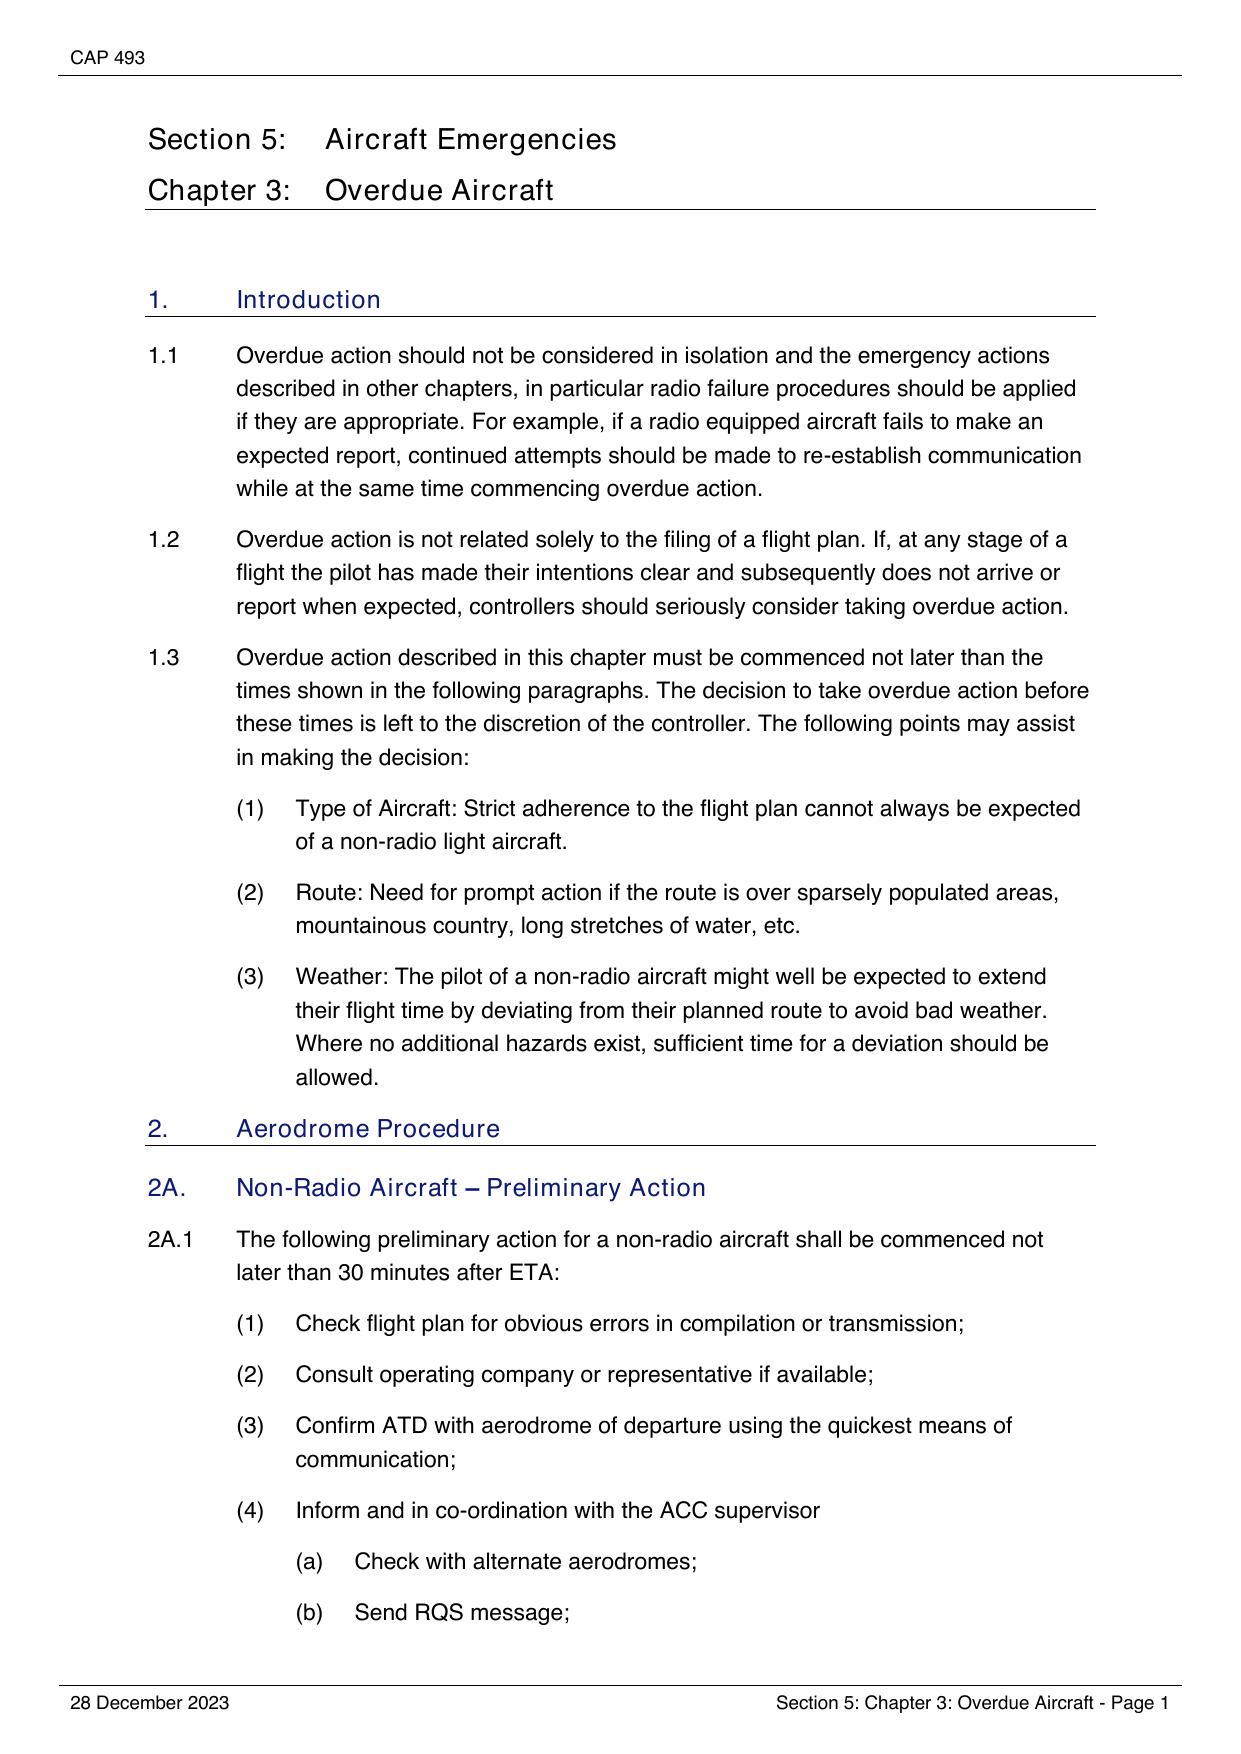 CAP 493
Section 5: Aircraft Emergencies
Chapter 3: Overdue Aircraft
1. Introduction
1.1 Overdue action should not be considered in isolation and the emergency actions
described in other chapters, in particular radio failure procedures should be applied
if they are appropriate. For example, if a radio equipped aircraft fails to make an
expected report, continued attempts should be made to re-establish communication
while at the same time commencing overdue action.
1.2 Overdue action is not related solely to the filing of a flight plan. If, at any stage of a
flight the pilot has made their intentions clear and subsequently does not arrive or
report when expected, controllers should seriously consider taking overdue action.
1.3 Overdue action described in this chapter must be commenced not later than the
times shown in the following paragraphs. The decision to take overdue action before
these times is left to the discretion of the controller. The following points may assist
in making the decision:
(1) Type of Aircraft: Strict adherence to the flight plan cannot always be expected
of a non-radio light aircraft.
(2) Route: Need for prompt action if the route is over sparsely populated areas,
mountainous country, long stretches of water, etc.
(3) Weather: The pilot of a non-radio aircraft might well be expected to extend
their flight time by deviating from their planned route to avoid bad weather.
Where no additional hazards exist, sufficient time for a deviation should be
allowed.
2. Aerodrome Procedure
2A. Non-Radio Aircraft – Preliminary Action
2A.1 The following preliminary action for a non-radio aircraft shall be commenced not
later than 30 minutes after ETA:
(1) Check flight plan for obvious errors in compilation or transmission;
(2) Consult operating company or representative if available;
(3) Confirm ATD with aerodrome of departure using the quickest means of
communication;
(4) Inform and in co-ordination with the ACC supervisor
(a) Check with alternate aerodromes;
(b) Send RQS message;
28 December 2023 Section 5: Chapter 3: Overdue Aircraft - Page 1